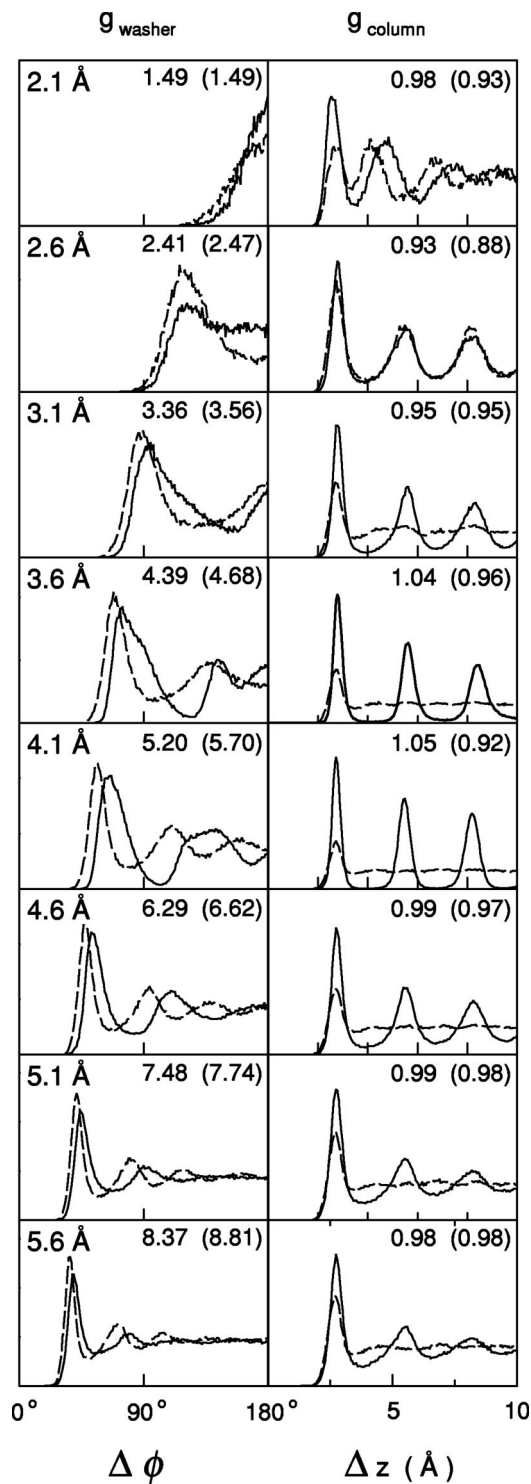 g washer g column
2.1 Å 1.49 (1.49) 0.98 (0.93)
2.6 Å 2.41 (2.47) 0.93 (0.88)
3.1 Å 3.36 (3.56) 0.95 (0.95)
3.6 Å 4.39 (4.68) 1.04 (0.96)
4.1 Å 5.20 (5.70) 1.05 (0.92)
4.6 Å 6.29 (6.62) 0.99 (0.97)
5.1 Å 7.48 (7.74) 0.99 (0.98)
5.6 Å 8.37 (8.81) 0.98 (0.98)
0° 90° 180° 5 10
Δ ϕ Δ z (Å)